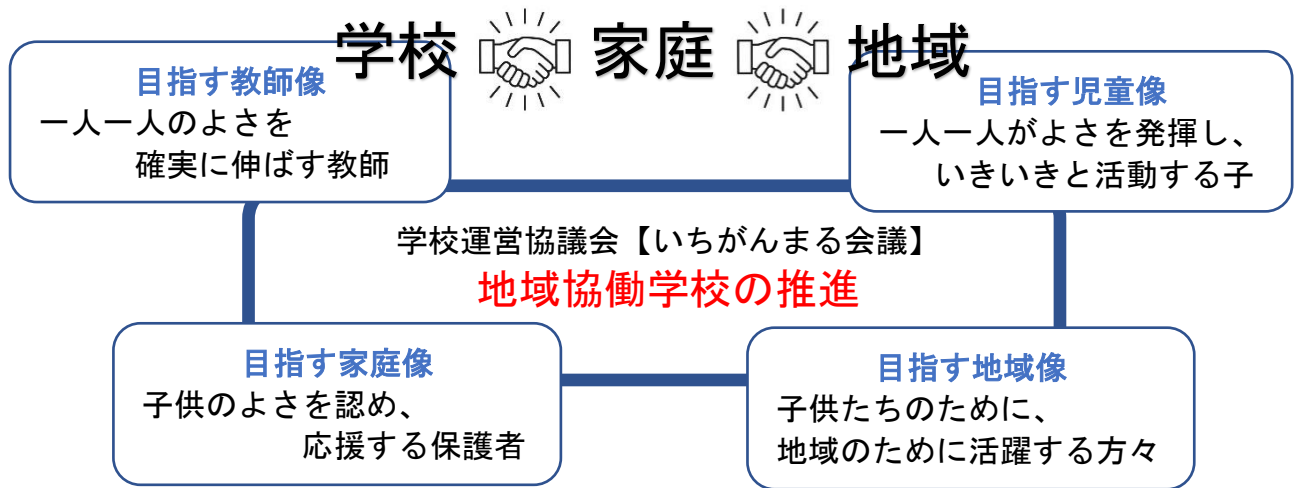 学校 家庭 地域
目指す教師像
一人一人のよさを
確実に伸ばす教師
目指す児童像
一人一人がよさを発揮し、
いきいきと活動する子
学校運営協議会【いちがんまる会議】
地域協働学校の推進
目指す家庭像
子供のよさを認め、
応援する保護者
目指す地域像
子供たちのために、
地域のために活躍する方々